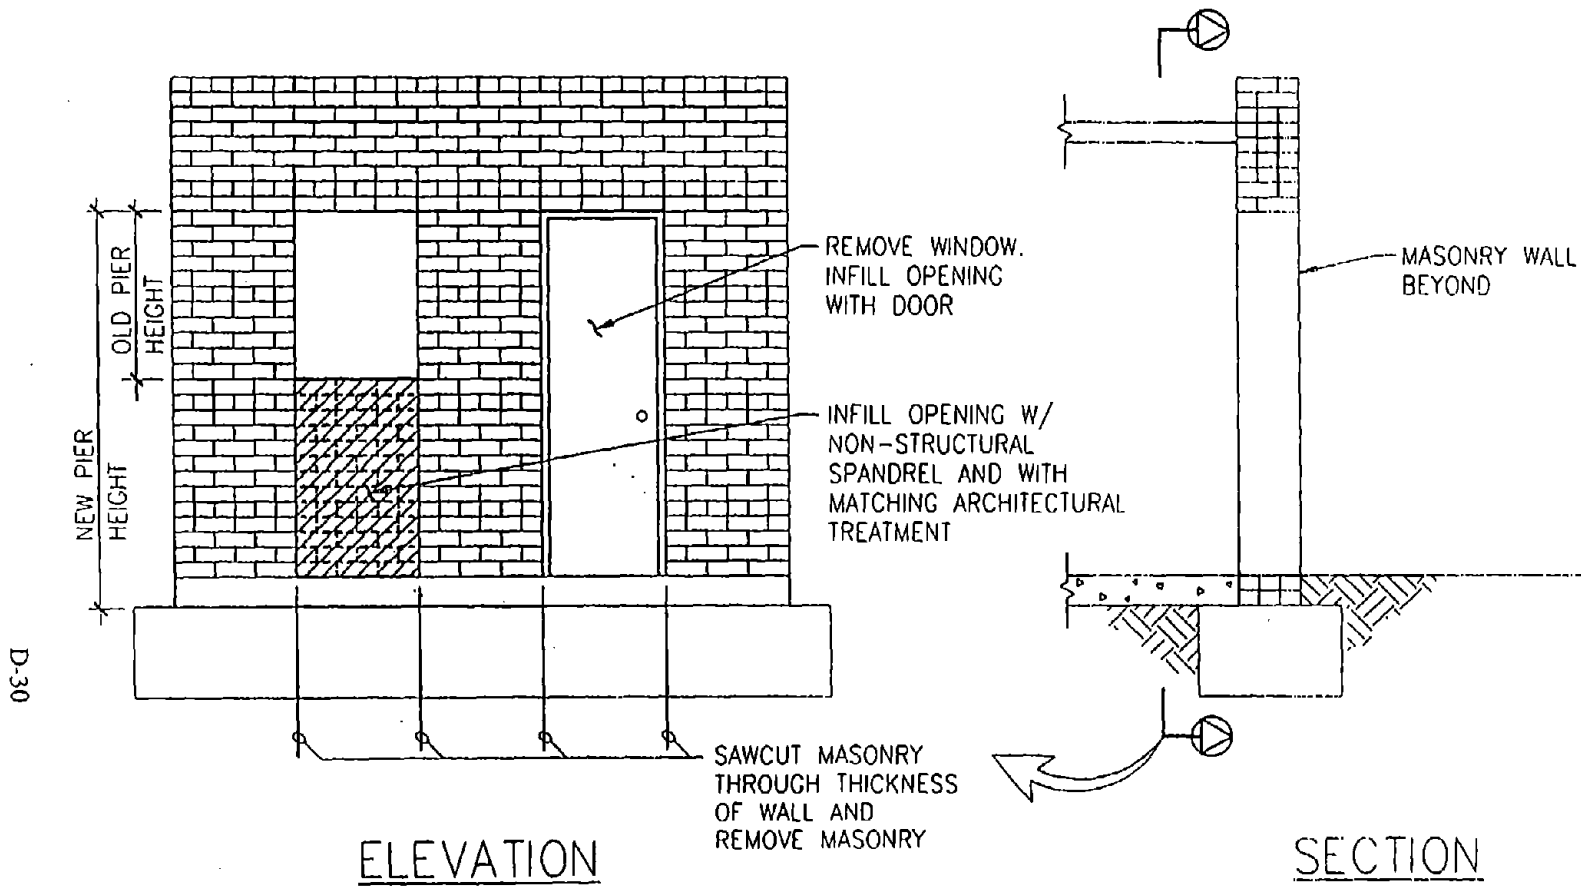 OLD PIER
HEIGHT
NEW PIER
HEIGHT
REMOVE WINDOW.
INFILL OPENING
WITH DOOR
MASONRY WALL
BEYOND
INFILL OPENING W/
NON-STRUCTURAL
SPANDREL AND WITH
MATCHING ARCHITECTURAL
TREATMENT
D-30
SAWCUT MASONRY
THROUGH THICKNESS
OF WALL AND
REMOVE MASONRY
ELEVATION
SECTION